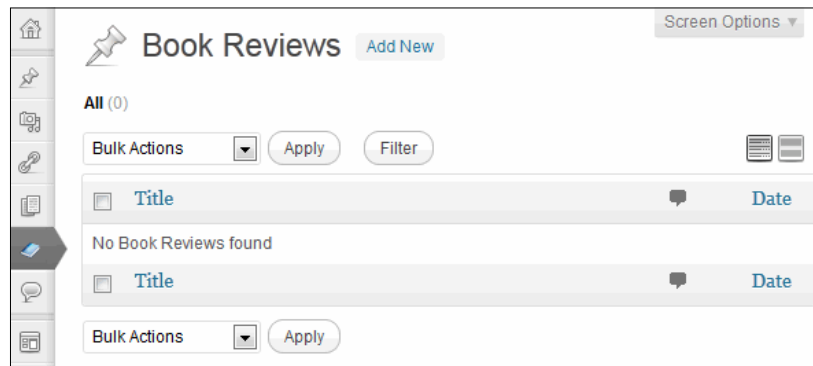 Screen Options
Book Reviews Add New
All (0)
Bulk Actions Apply Filter
Title Date
No Book Reviews found
Title Date
Bulk Actions Apply